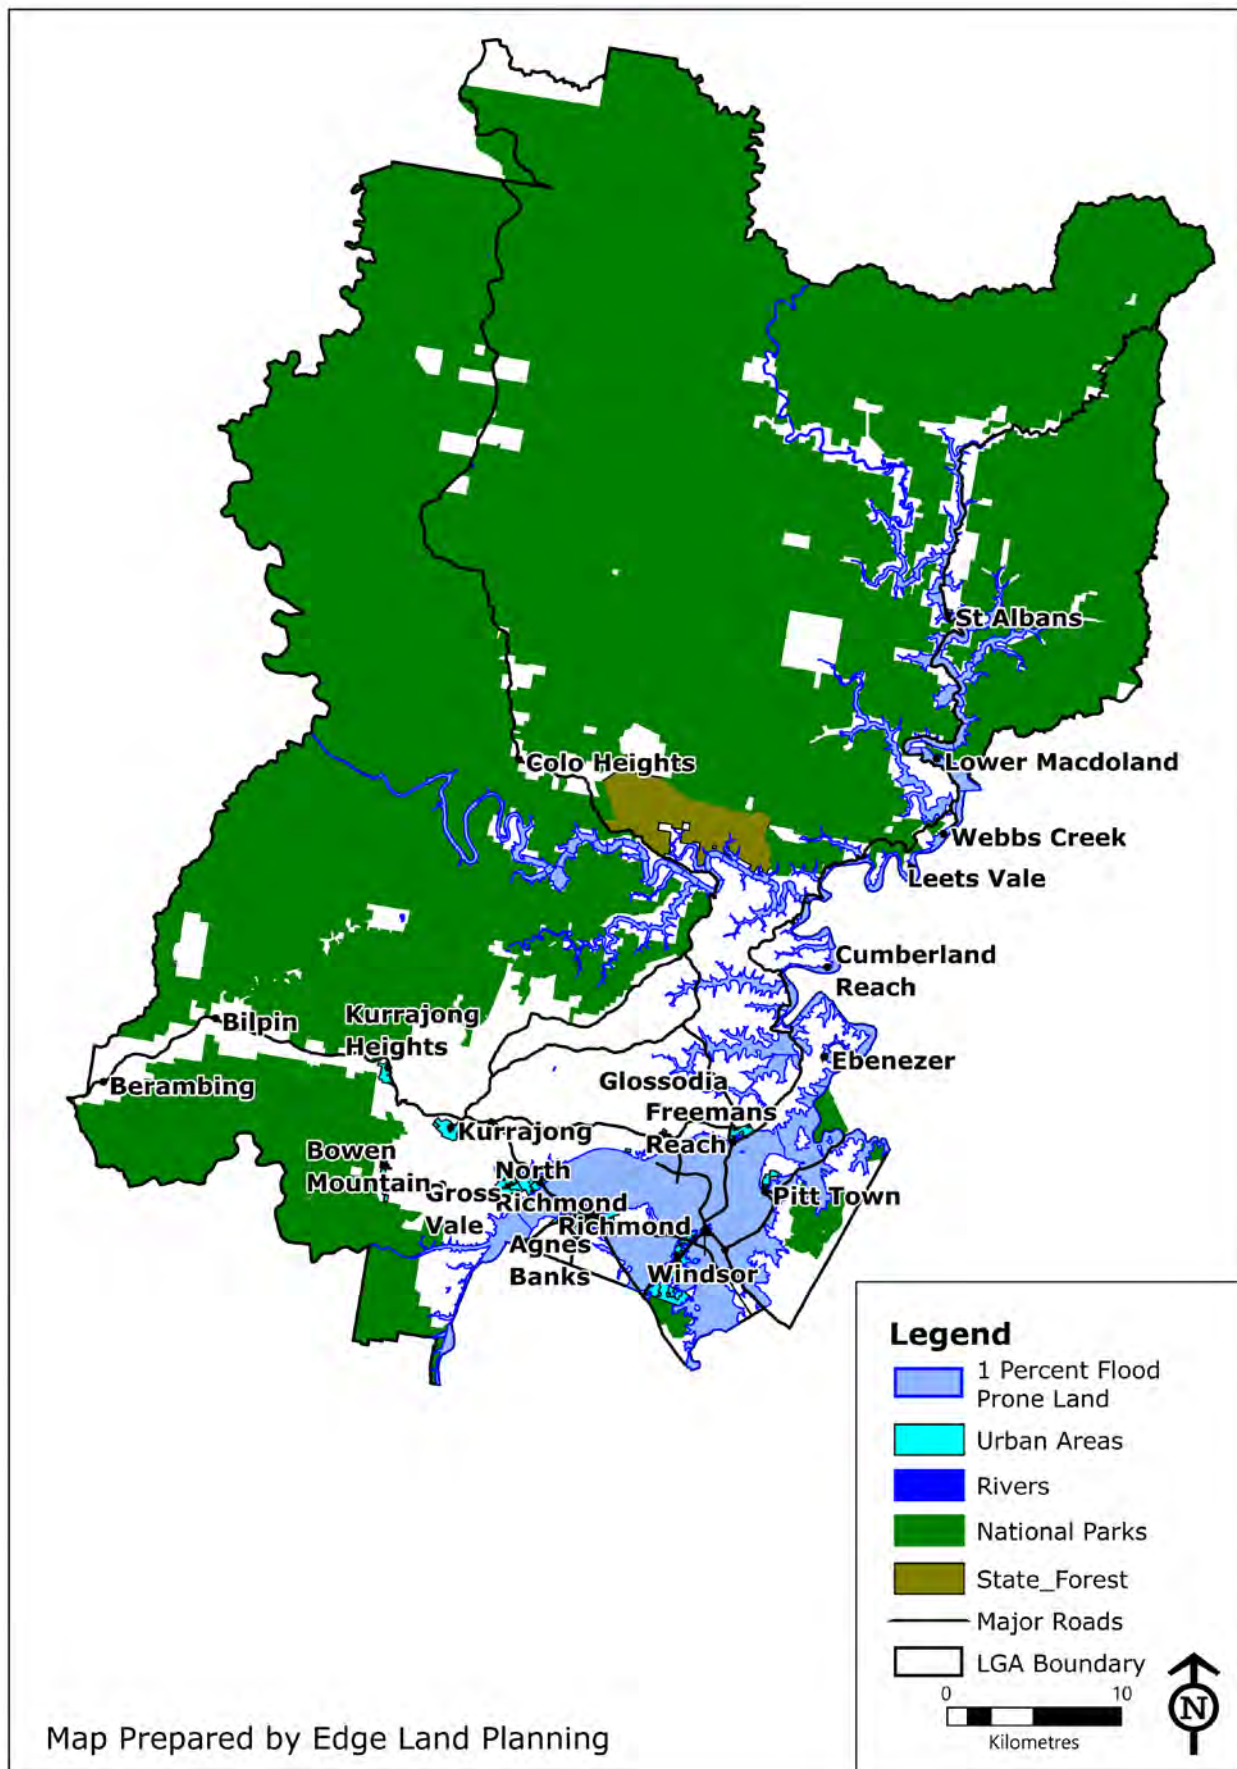 St Albans
Colo Heights
Lower Macdoland
Webbs Creek
Leets Vale
Cumberland
Reach
Bilpin
Kurrajong
Heights
Ebenezer
Berambing
Glossodia
Freemans
Reach
Kurrajong
Bowen
Mountain
North
Richmond
Gross
Vale
Pitt Town
Richmond
Agnes
Banks
Windsor
Legend
1 Percent Flood
Prone Land
Urban Areas
Rivers
National Parks
State_Forest
Major Roads
LGA Boundary
0 10
Kilometres
N
Map Prepared by Edge Land Planning